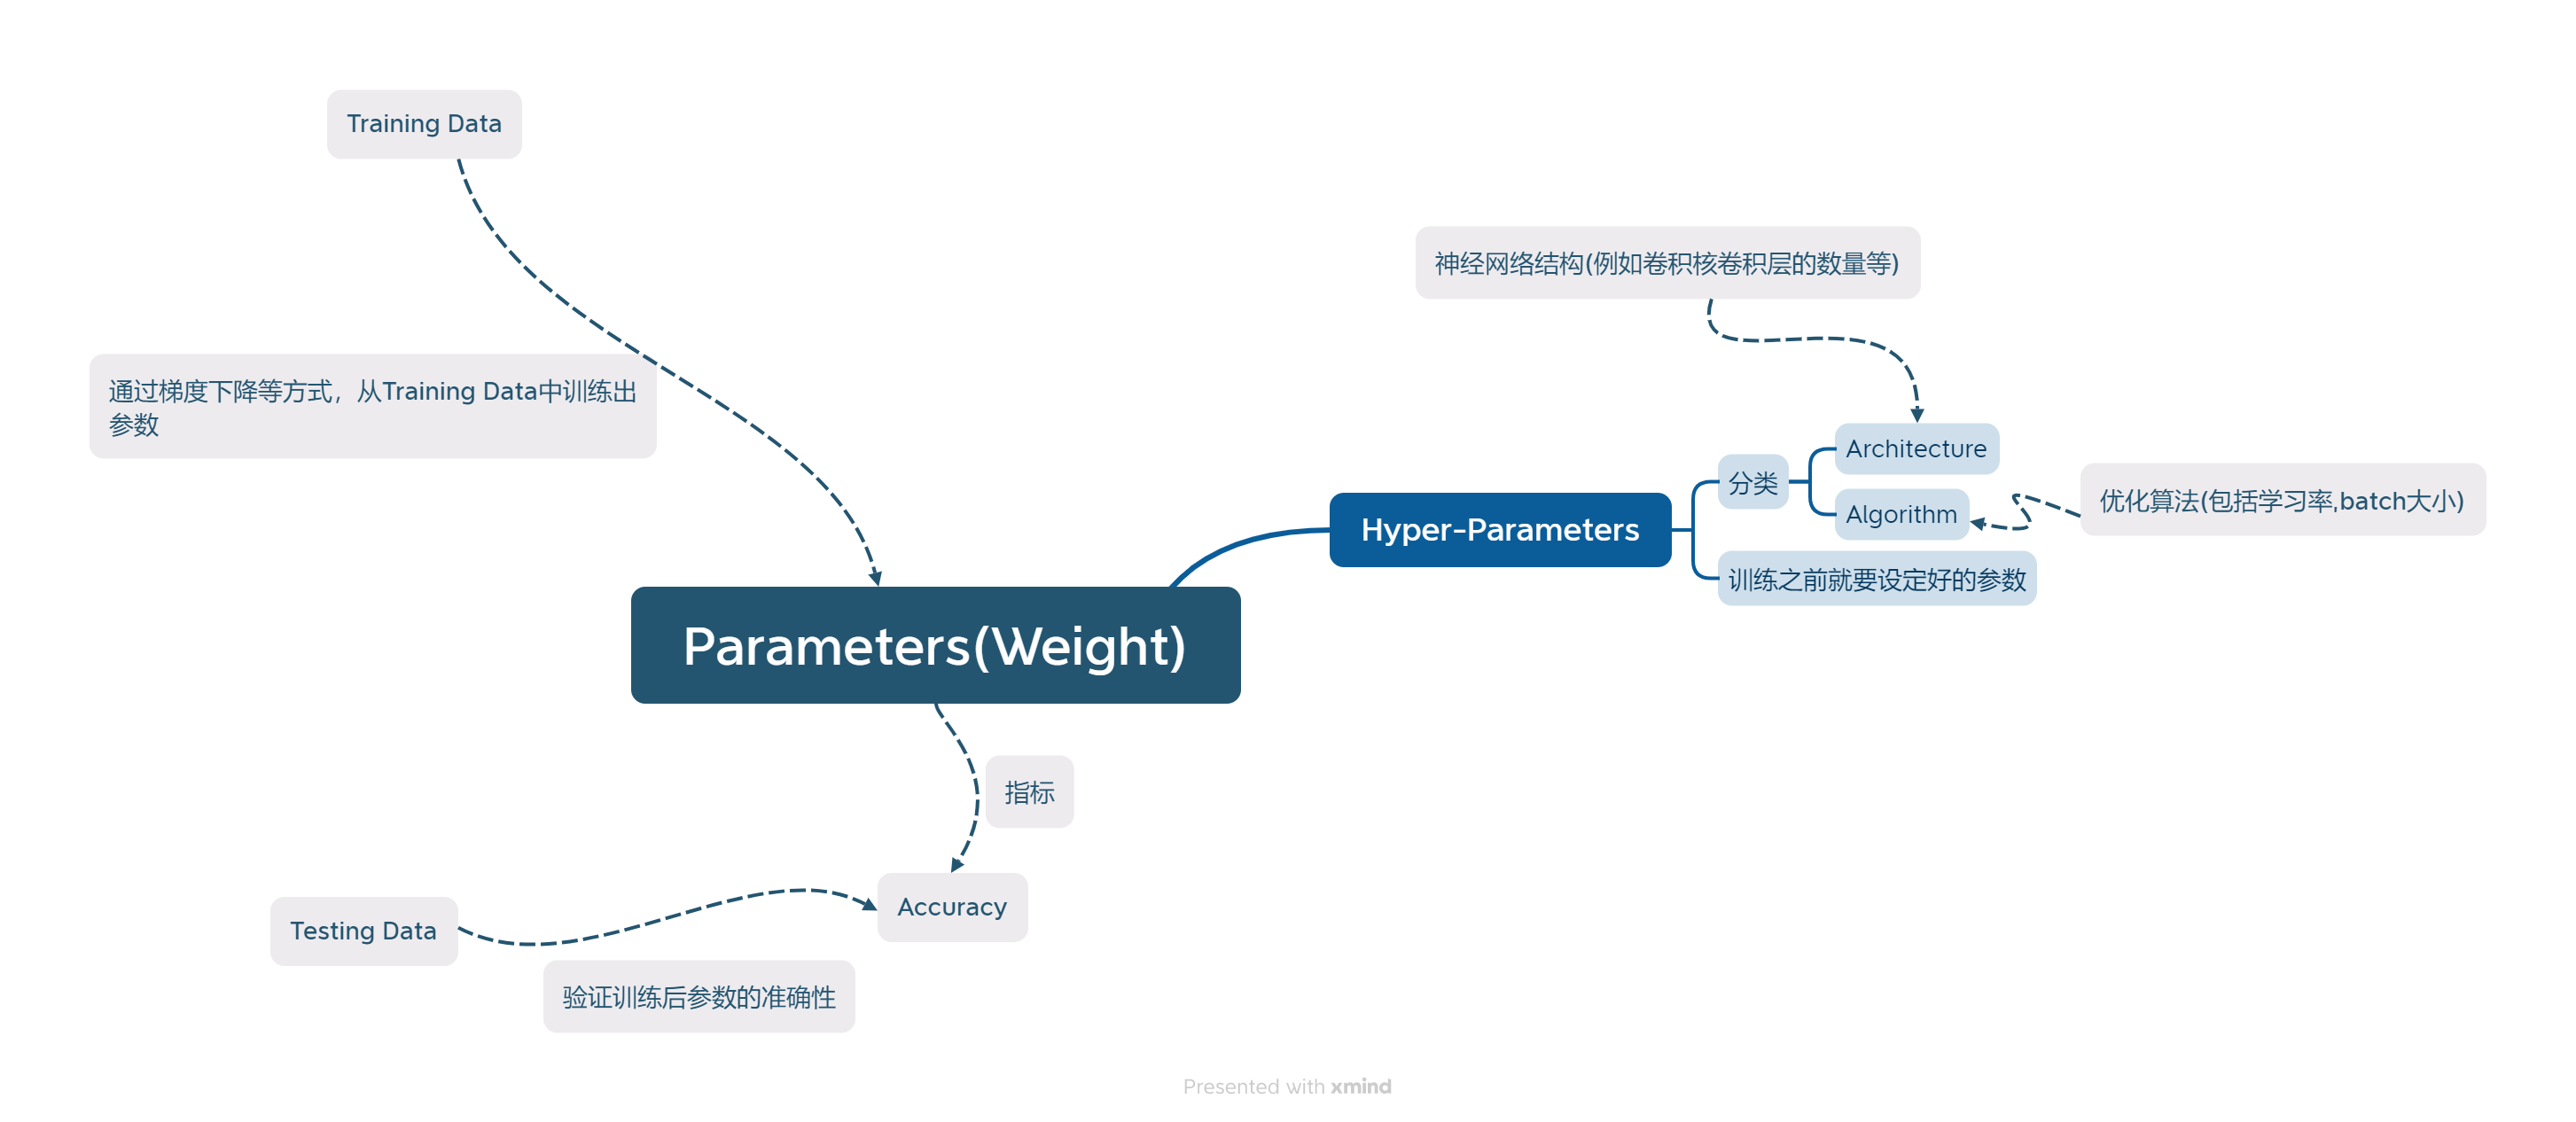 Training Data
通过梯度下降等方式，从Training Data中训练出
参数
神经网络结构(例如卷积核卷积层的数量等)
Architecture
分类
Algorithm
优化算法(包括学习率,batch大小)
Hyper-Parameters
训练之前就要设定好的参数
Parameters(Weight)
指标
Accuracy
Testing Data
验证训练后参数的准确性
Presented with xmind